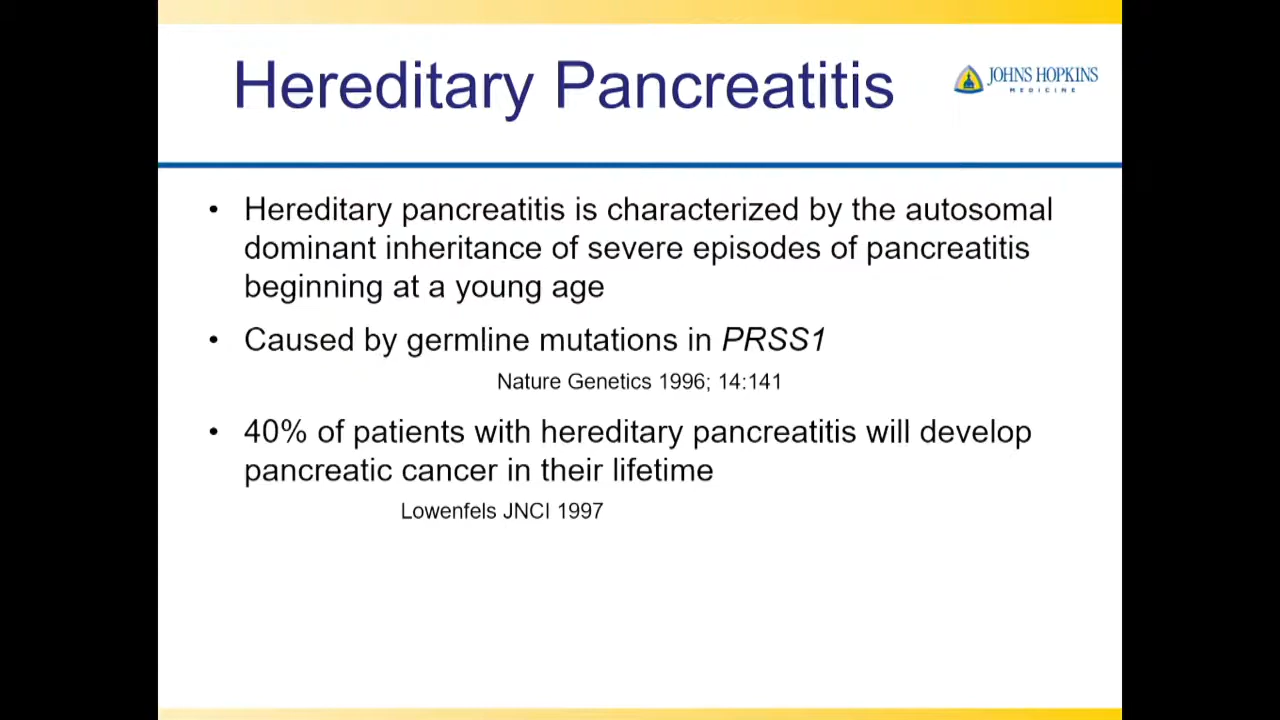 Hereditary Pancreatitis
JOHNS HOPKINS
MEDICINE
• Hereditary pancreatitis is characterized by the autosomal
dominant inheritance of severe episodes of pancreatitis
beginning at a young age
• Caused by germline mutations in PRSS1
Nature Genetics 1996; 14:141
• 40% of patients with hereditary pancreatitis will develop
pancreatic cancer in their lifetime
Lowenfels JNCI 1997